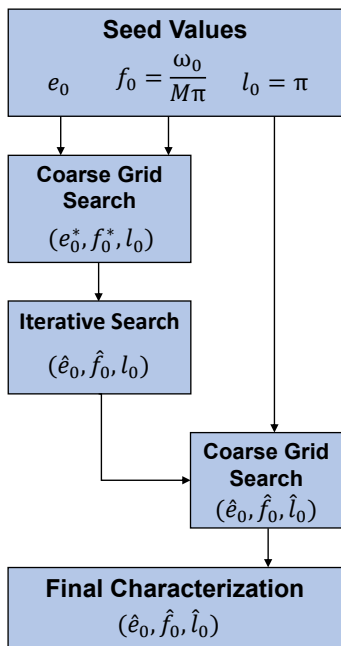 Seed Values
e₀ f₀ = ω₀/Mπ l₀ = π
Coarse Grid
Search
(e₀*, f₀*, l₀)
Iterative Search
(ê₀, f̂₀, l₀)
Coarse Grid
Search
(ê₀, f̂₀, l̂₀)
Final Characterization
(ê₀, f̂₀, l̂₀)